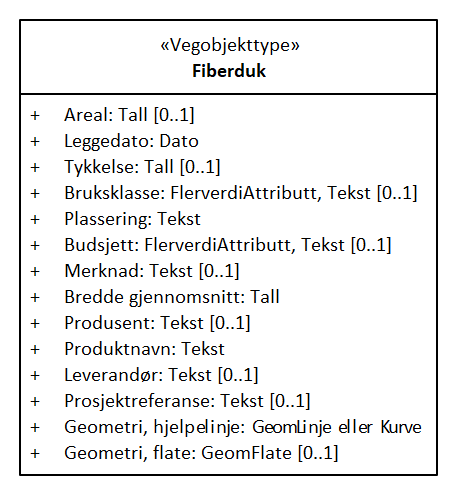 «Vegobjekttype»
Fiberduk
+ Areal: Tall [0..1]
+ Leggedato: Dato
+ Tykkelse: Tall [0..1]
+ Bruksklasse: FlerverdiAttributt, Tekst [0..1]
+ Plassering: Tekst
+ Budsjett: FlerverdiAttributt, Tekst [0..1]
+ Merknad: Tekst [0..1]
+ Bredde gjennomsnitt: Tall
+ Produsent: Tekst [0..1]
+ Produktnavn: Tekst
+ Leverandør: Tekst [0..1]
+ Prosjektreferanse: Tekst [0..1]
+ Geometri, hjelpelinje: GeomLinje eller Kurve
+ Geometri, flate: GeomFlate [0..1]